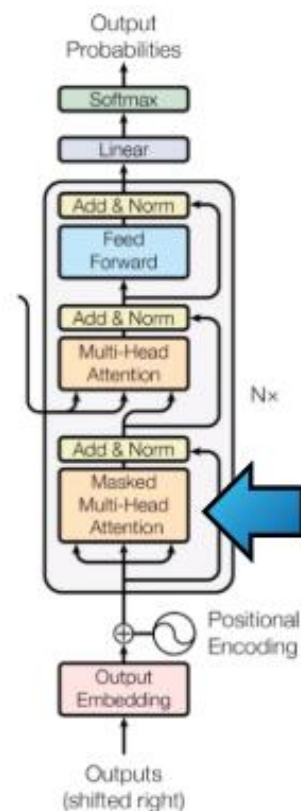 Output
Probabilities
Softmax
Linear
Add & Norm
Feed
Forward
Add & Norm
Multi-Head
Attention
N×
Add & Norm
Masked
Multi-Head
Attention
Positional
Encoding
Output
Embedding
Outputs
(shifted right)